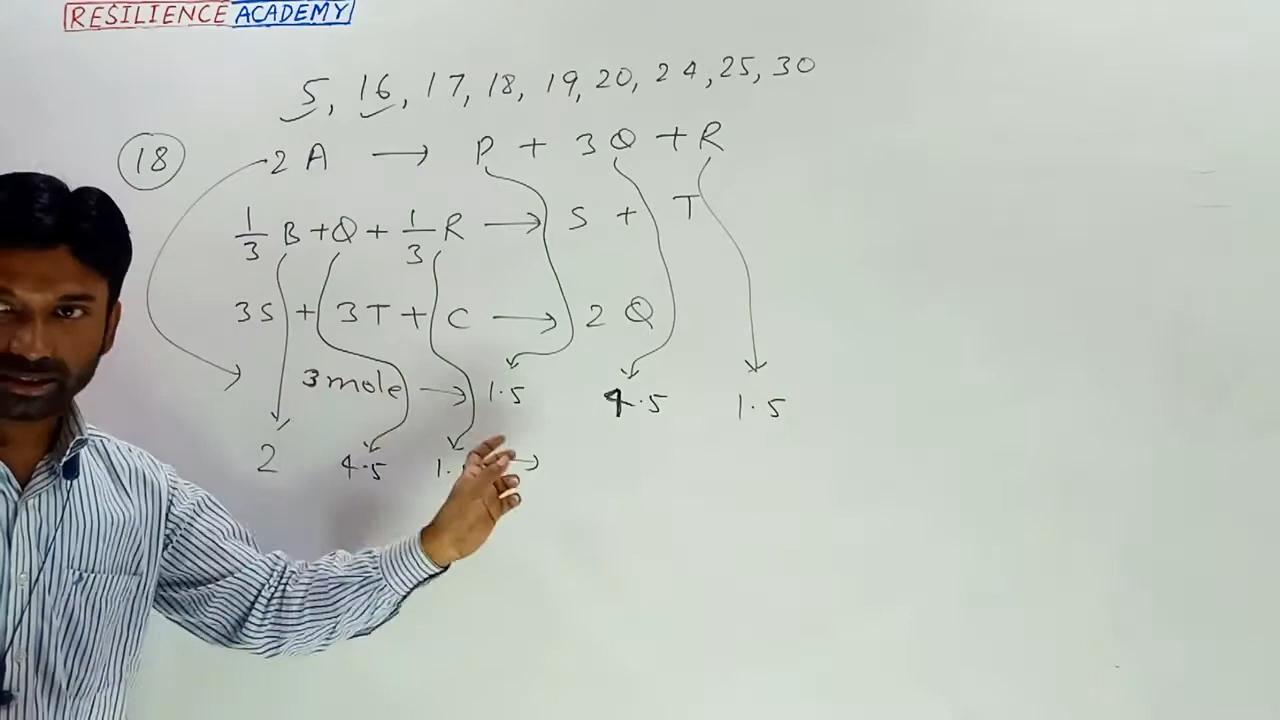 RESILIENCE ACADEMY
5, 16, 17, 18, 19, 20, 24, 25, 30
18 2A → P + 3Q + R
1/3 B + Q + 1/3 R → S + T
3S + 3T + C → 2Q
3 mole → 1.5 4.5 1.5
2 4.5 1. →